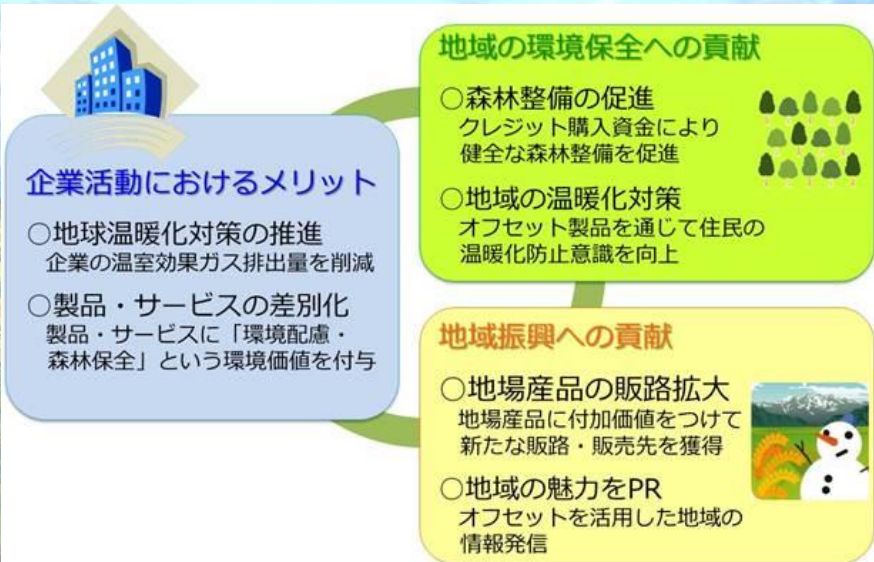 企業活動におけるメリット
○地球温暖化対策の推進
企業の温室効果ガス排出量を削減
○製品・サービスの差別化
製品・サービスに「環境配慮・
森林保全」という環境価値を付与
地域の環境保全への貢献
○森林整備の促進
クレジット購入資金により
健全な森林整備を促進
○地域の温暖化対策
オフセット製品を通じて住民の
温暖化防止意識を向上
地域振興への貢献
○地場産品の販路拡大
地場産品に付加価値をつけて
新たな販路・販売先を獲得
○地域の魅力をPR
オフセットを活用した地域の
情報発信